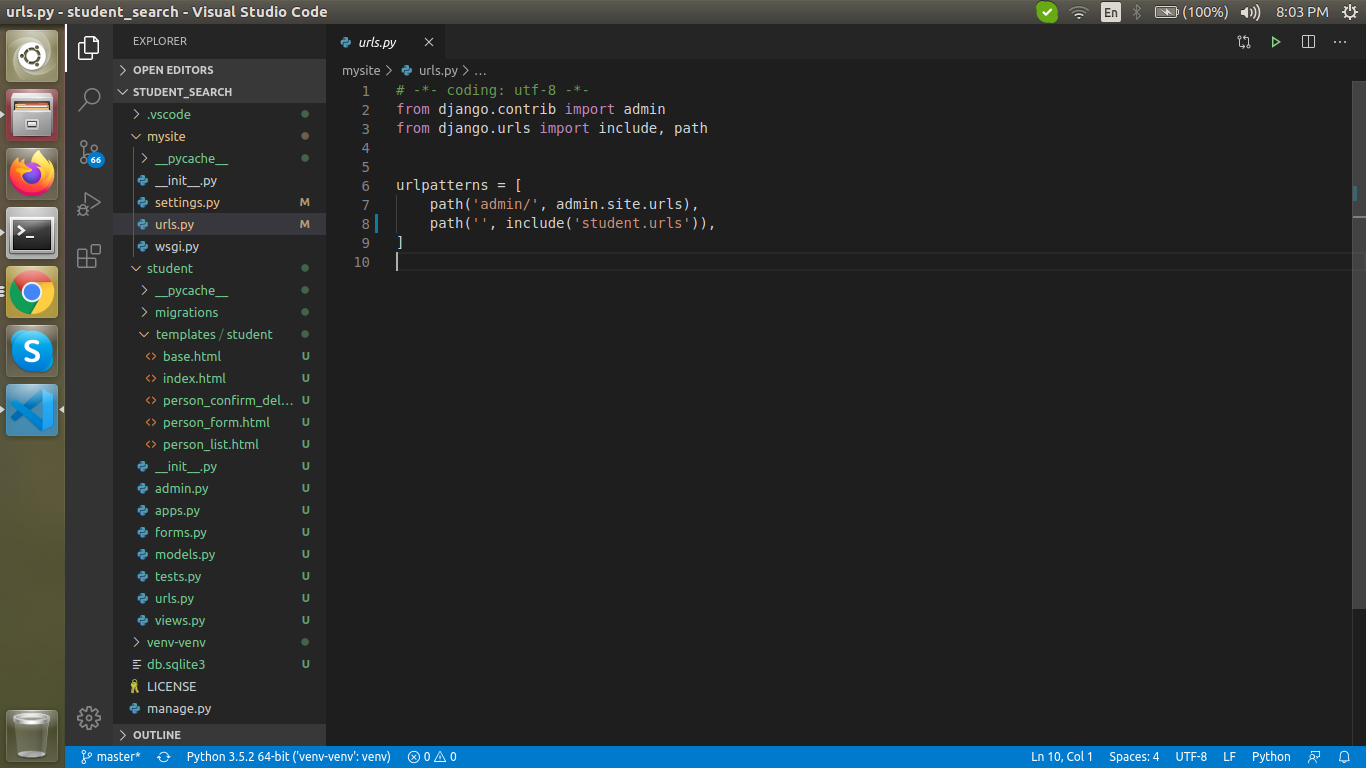 urls.py - student_search - Visual Studio Code
En
(100%)
8:03 PM
EXPLORER
OPEN EDITORS
STUDENT_SEARCH
.vscode
mysite
__pycache__
__init__.py
settings.py M
urls.py M
wsgi.py
student
__pycache__
migrations
templates / student
base.html U
index.html U
person_confirm_del... U
person_form.html U
person_list.html U
__init__.py U
admin.py U
apps.py U
forms.py U
models.py U
tests.py U
urls.py U
views.py U
venv-venv
db.sqlite3 U
LICENSE
manage.py
OUTLINE
66
S
urls.py
mysite > urls.py > ...
1 # -*- coding: utf-8 -*-
2 from django.contrib import admin
3 from django.urls import include, path
4
5
6 urlpatterns = [
7     path('admin/', admin.site.urls),
8     path('', include('student.urls')),
9 ]
10
master*
Python 3.5.2 64-bit ('venv-venv': venv)
0
0
Ln 10, Col 1
Spaces: 4
UTF-8
LF
Python